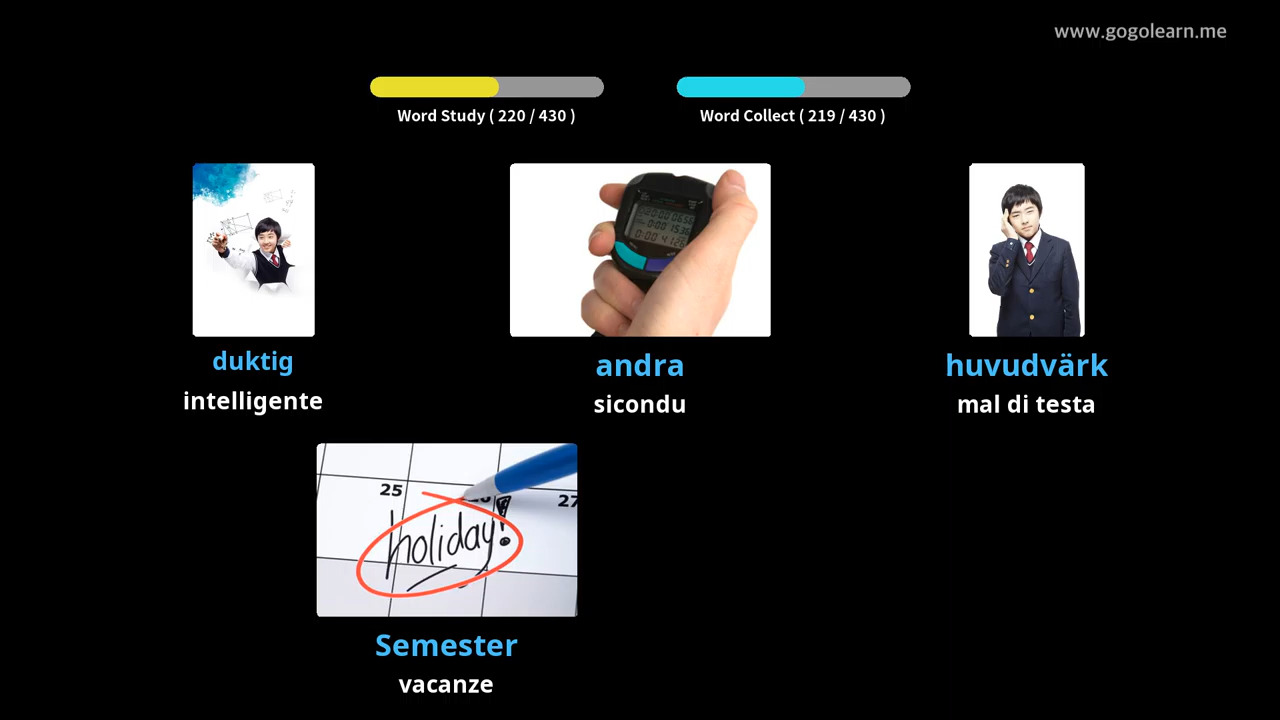 www.gogolearn.me
Word Study ( 220 / 430 )
Word Collect ( 219 / 430 )
duktig
intelligente
andra
sicondu
huvudvärk
mal di testa
25
27
holiday!
Semester
vacanze